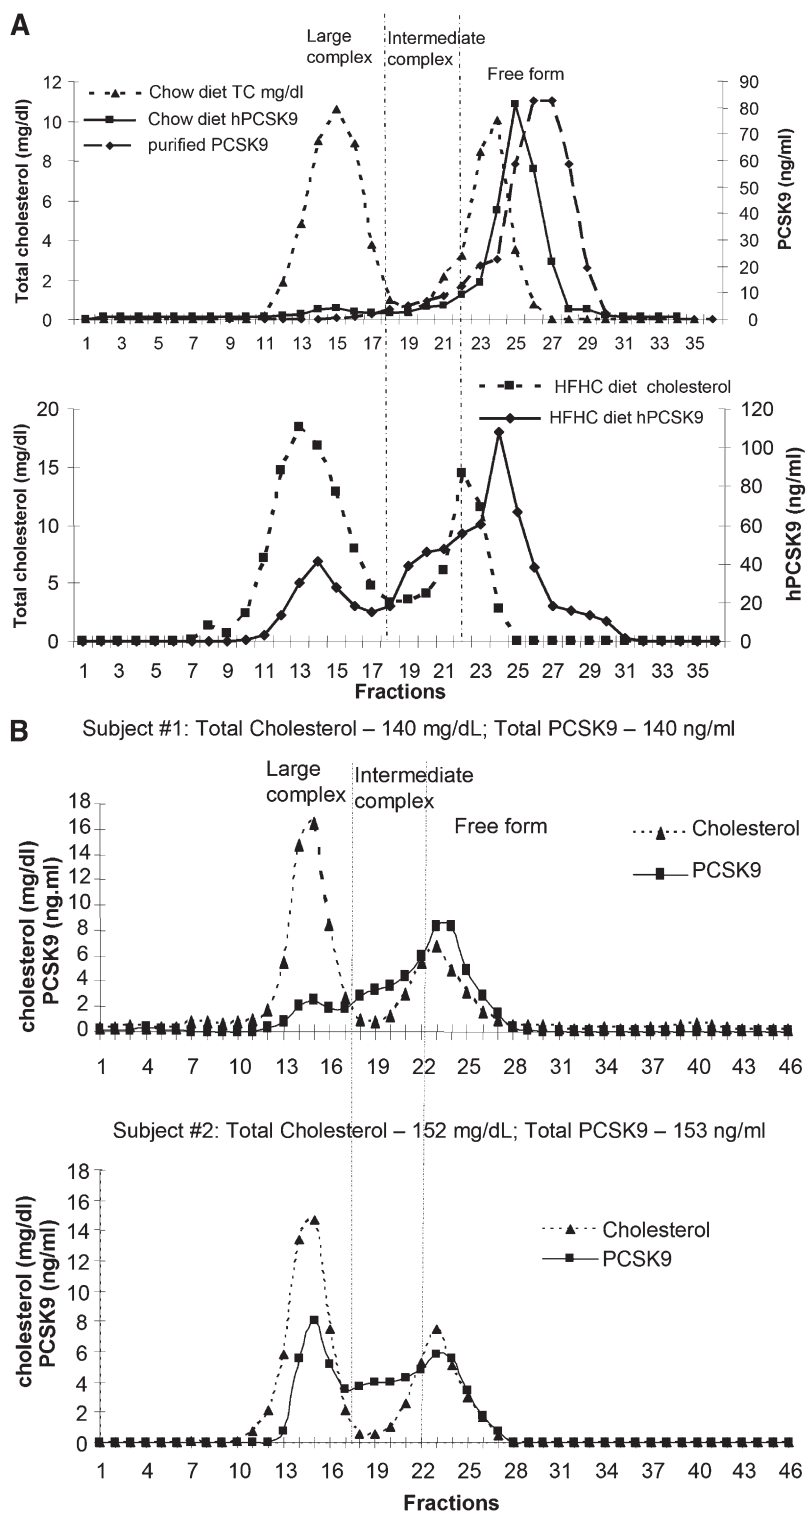 A
Large complex
Intermediate complex
Free form
Chow diet TC mg/dl
Chow diet hPCSK9
purified PCSK9
Total cholesterol (mg/dl)
12
10
8
6
4
2
0
PCSK9 (ng/ml)
90
80
70
60
50
40
30
20
10
0
1 3 5 7 9 11 13 15 17 19 21 23 25 27 29 31 33 35
HFHC diet cholesterol
HFHC diet hPCSK9
Total cholesterol (mg/dl)
20
15
10
5
0
hPCSK9 (ng/ml)
120
100
80
60
40
20
0
1 3 5 7 9 11 13 15 17 19 21 23 25 27 29 31 33 35
Fractions
B
Subject #1: Total Cholesterol – 140 mg/dL; Total PCSK9 – 140 ng/ml
Large complex
Intermediate complex
Free form
Cholesterol
PCSK9
cholesterol (mg/dl)
PCSK9 (ng.ml)
18
16
14
12
10
8
6
4
2
0
1 4 7 10 13 16 19 22 25 28 31 34 37 40 43 46
Subject #2: Total Cholesterol – 152 mg/dL; Total PCSK9 – 153 ng/ml
Cholesterol
PCSK9
cholesterol (mg/dl)
PCSK9 (ng/ml)
18
16
14
12
10
8
6
4
2
0
1 4 7 10 13 16 19 22 25 28 31 34 37 40 43 46
Fractions